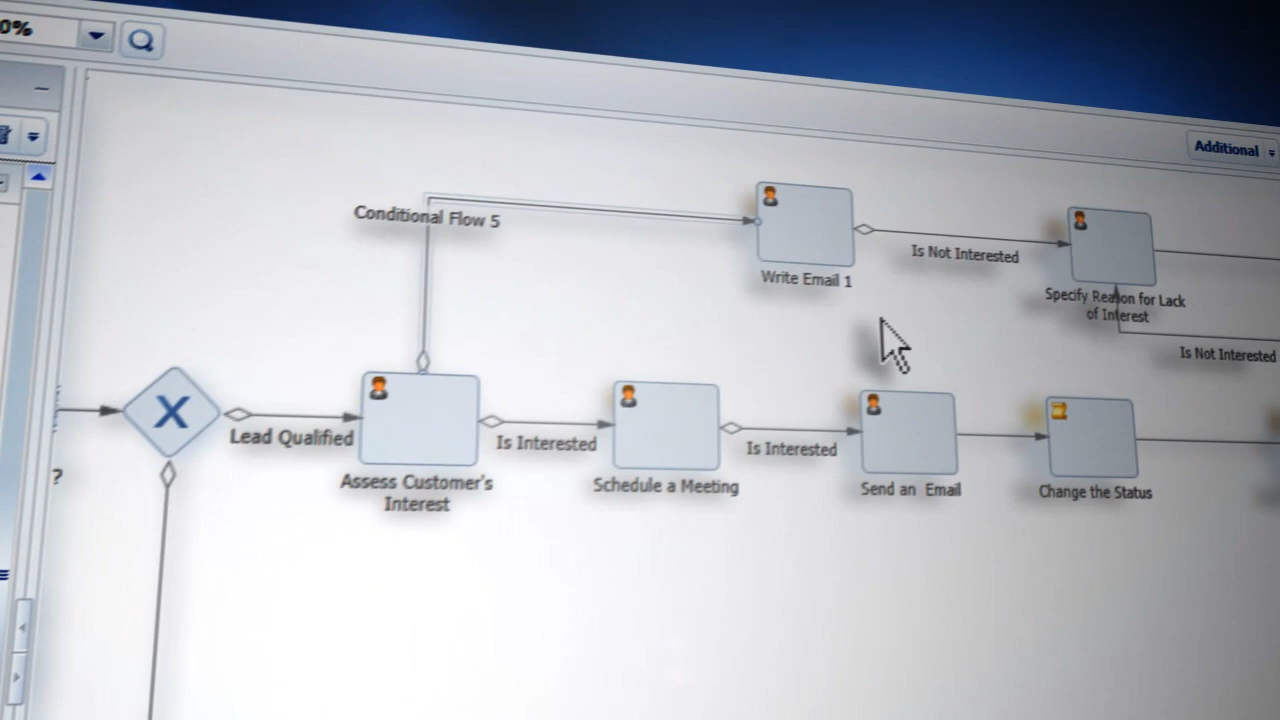 0%
Additional
Conditional Flow 5
Write Email 1
Is Not Interested
Specify Reason for Lack
of Interest
Is Not Interested
X
Lead Qualified
Is Interested
Is Interested
?
Assess Customer's
Interest
Schedule a Meeting
Send an  Email
Change the Status